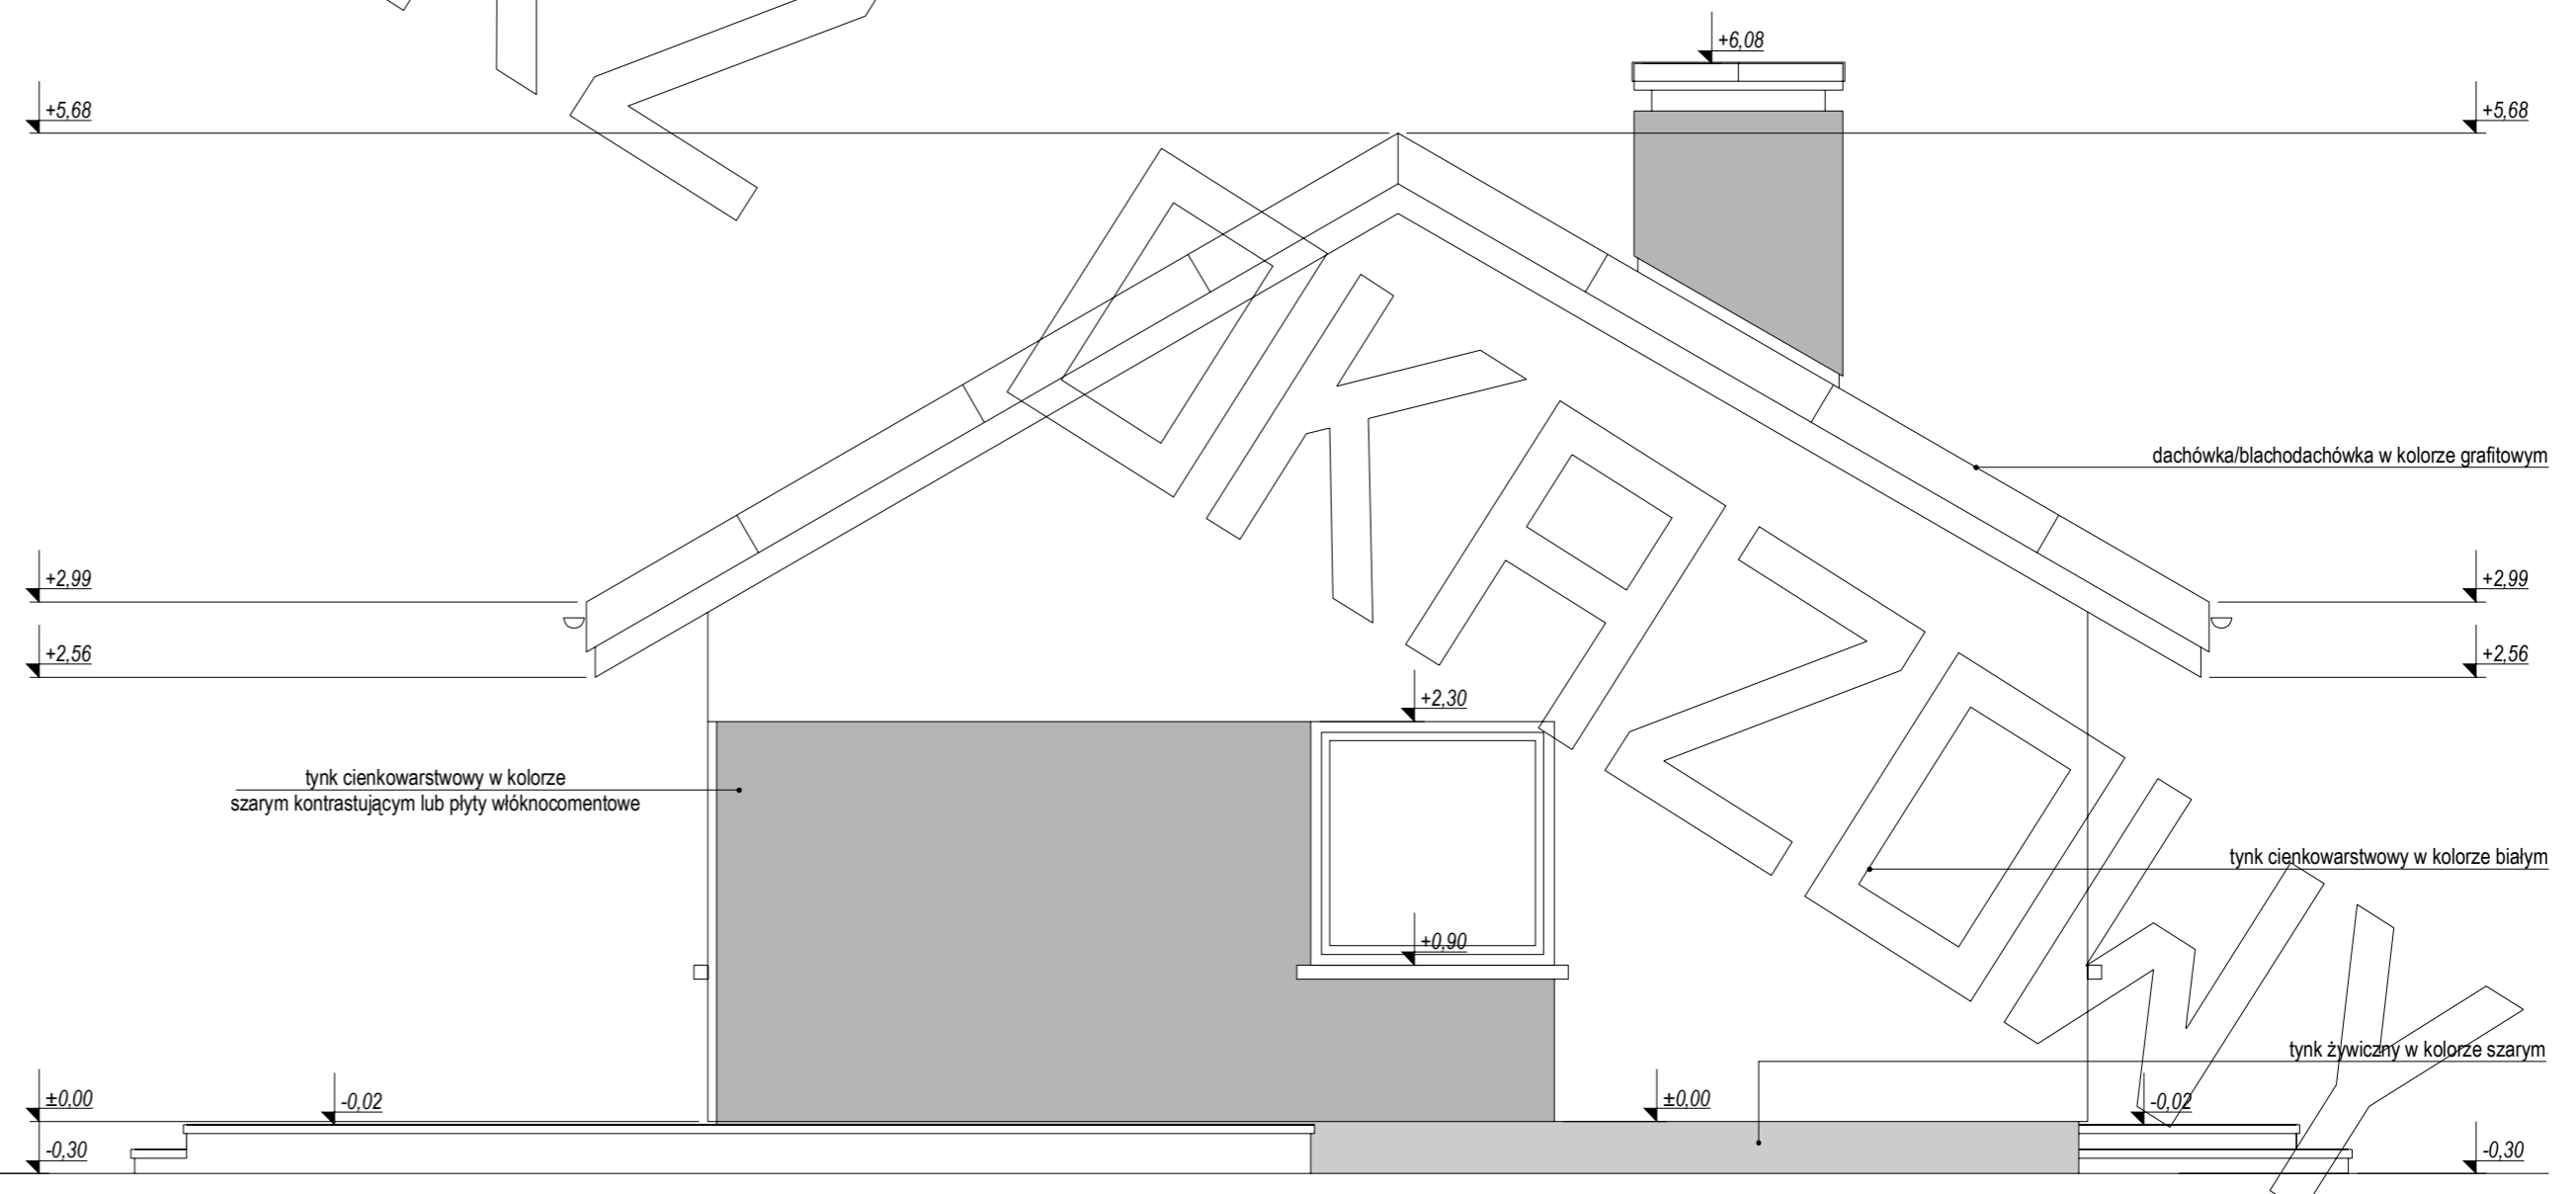 +6,08
+5,68
+5,68
dachówka/blachodachówka w kolorze grafitowym
+2,99
+2,99
+2,56
+2,56
+2,30
tynk cienkowarstwowy w kolorze
szarym kontrastującym lub płyty włóknocomentowe
tynk cienkowarstwowy w kolorze białym
+0,90
tynk żywiczny w kolorze szarym
±0,00
-0,02
±0,00
-0,02
-0,30
-0,30
OKAZOWY